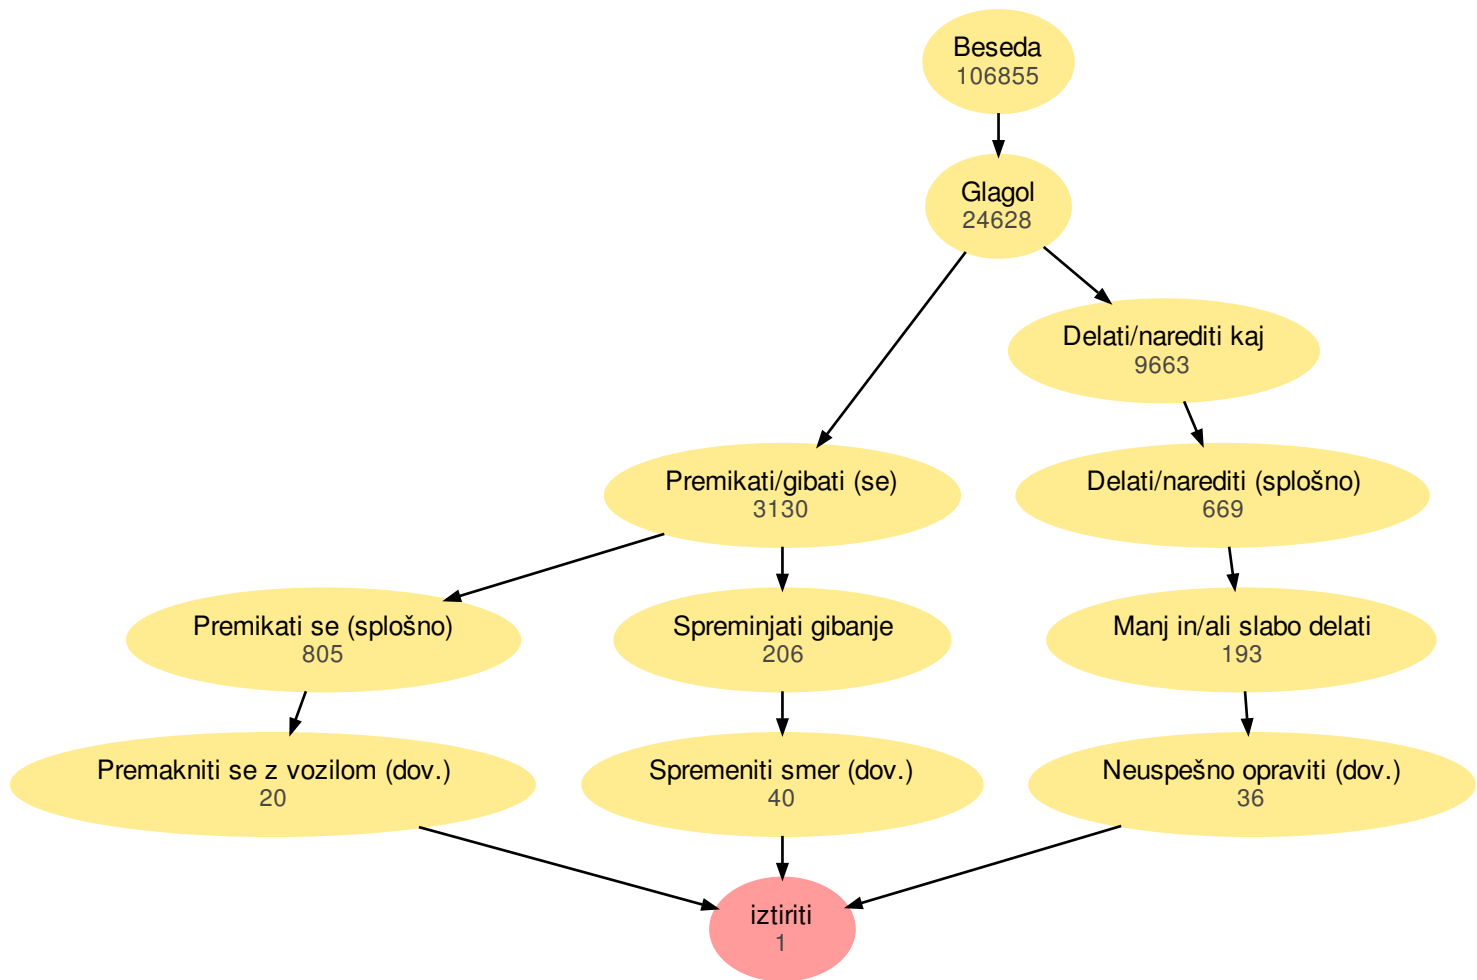 Beseda
106855
Glagol
24628
Delati/narediti kaj
9663
Premikati/gibati (se)
3130
Delati/narediti (splošno)
669
Premikati se (splošno)
805
Spreminjati gibanje
206
Manj in/ali slabo delati
193
Premakniti se z vozilom (dov.)
20
Spremeniti smer (dov.)
40
Neuspešno opraviti (dov.)
36
iztiriti
1